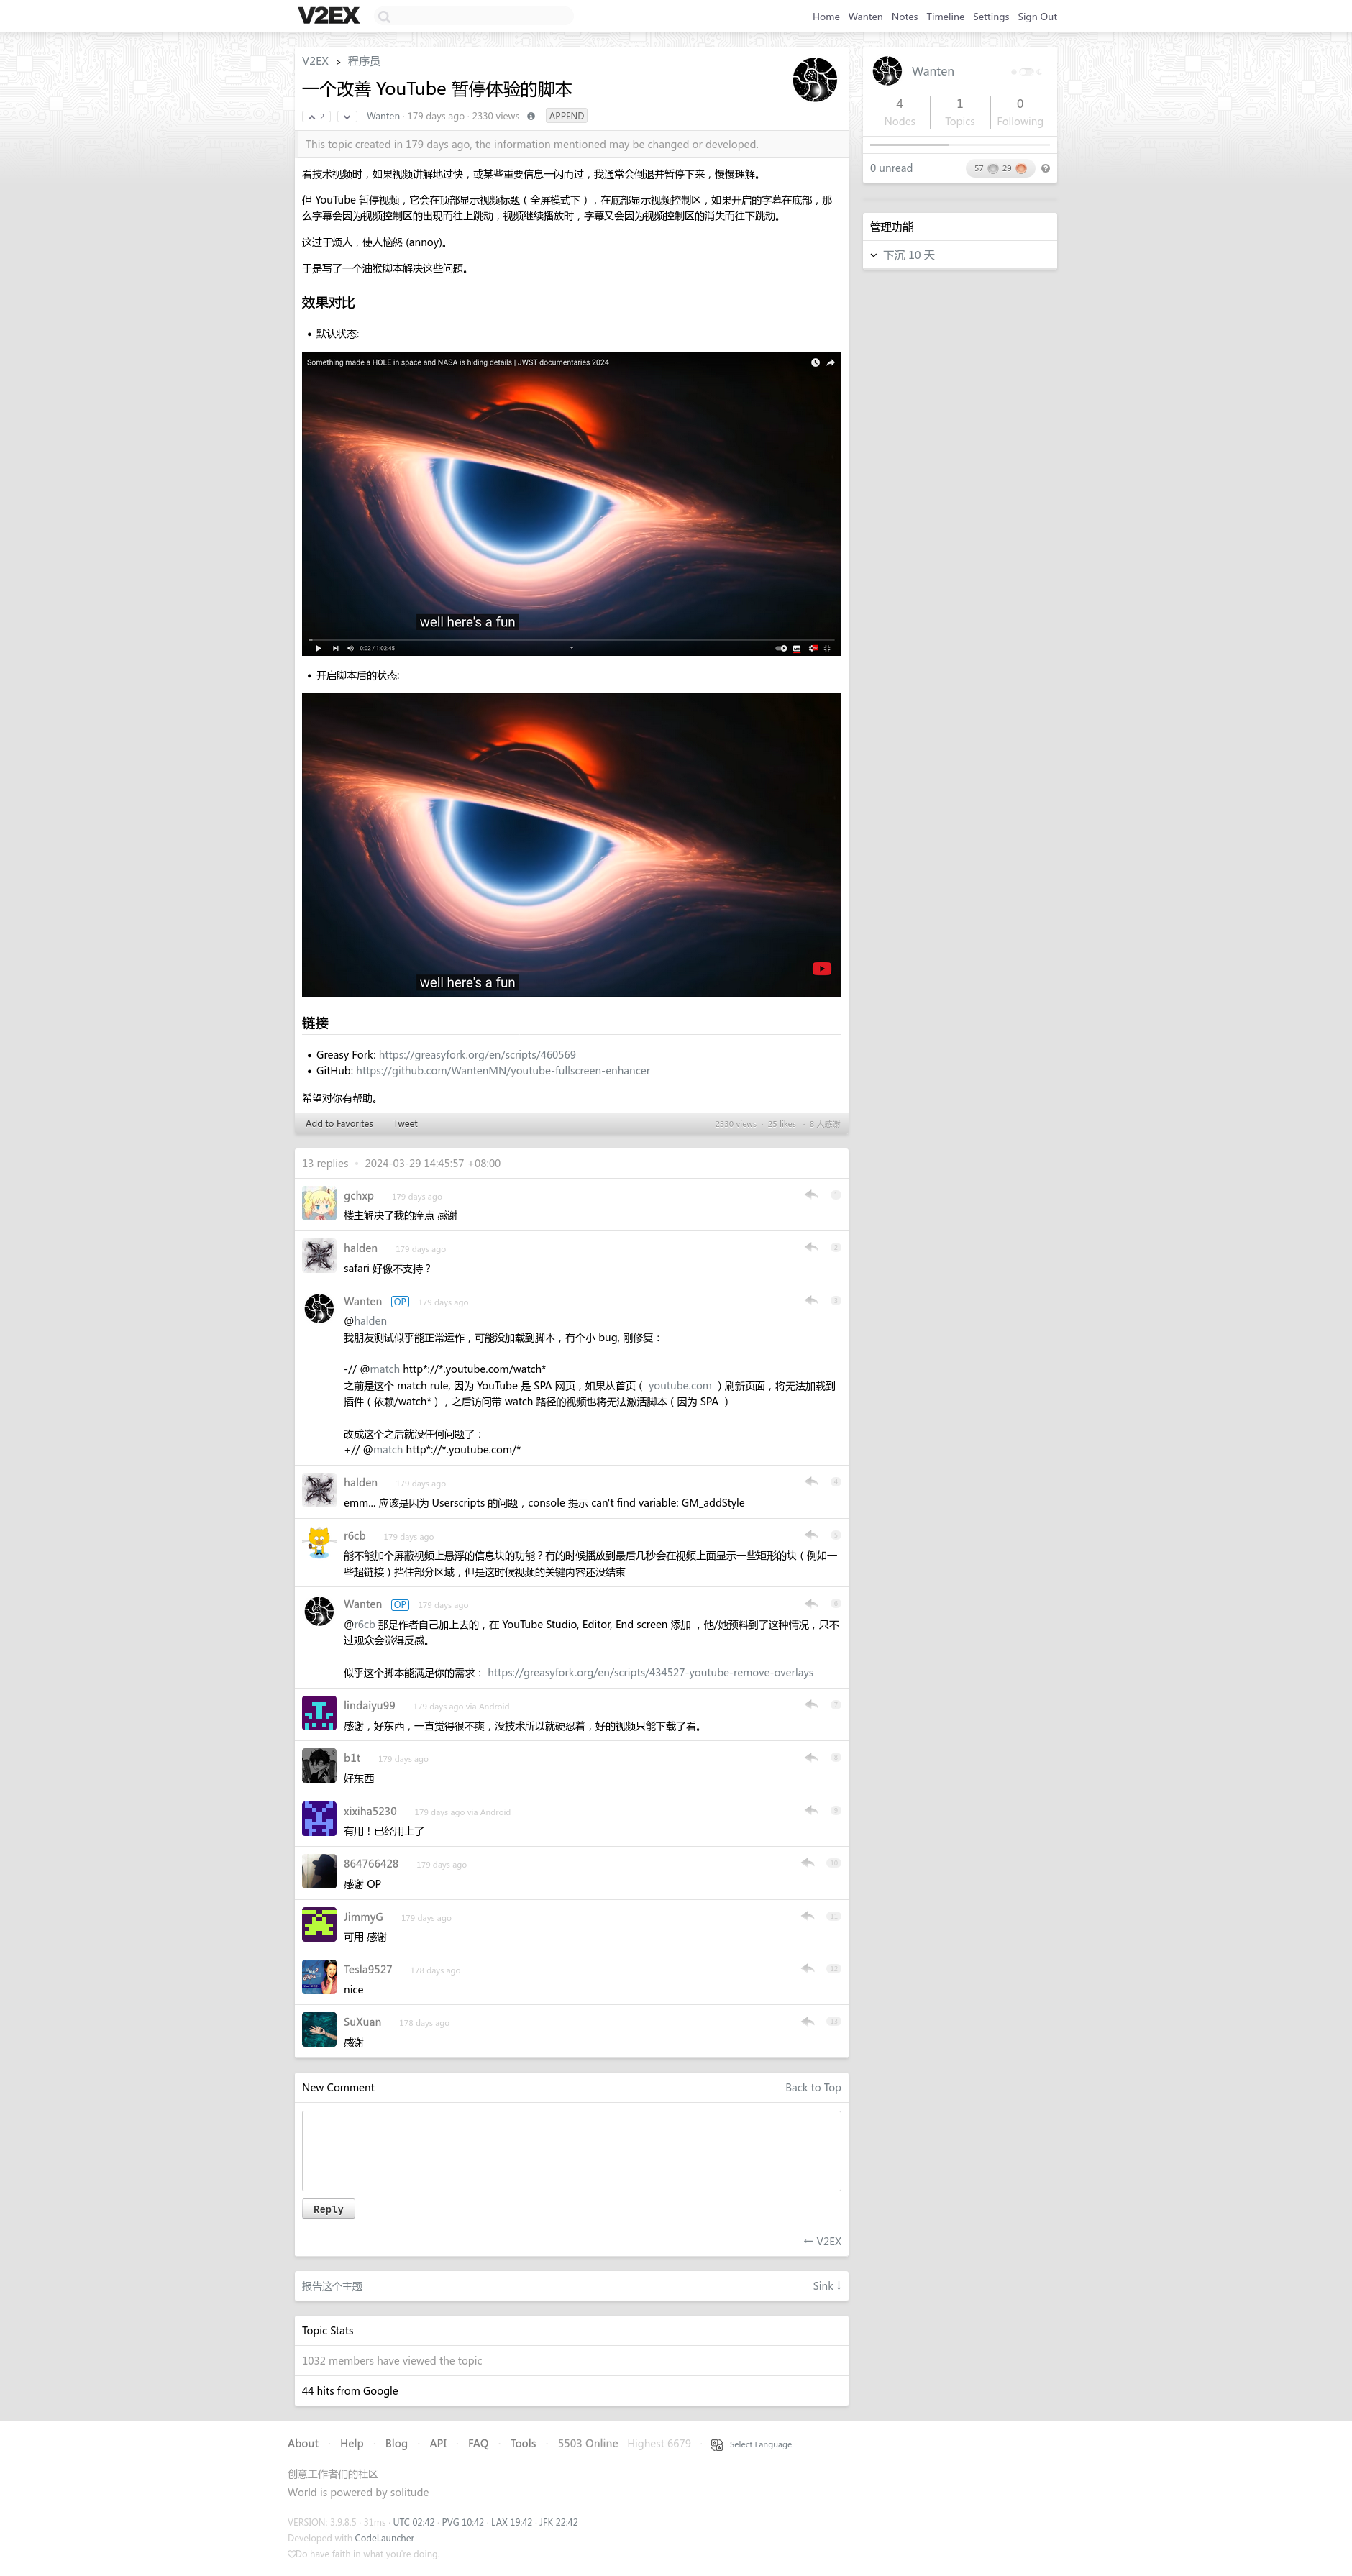 V2EX
Home Wanten Notes Timeline Settings Sign Out
V2EX > 程序员
一个改善 YouTube 暂停体验的脚本
2 Wanten · 179 days ago · 2330 views APPEND
This topic created in 179 days ago, the information mentioned may be changed or developed.
看技术视频时，如果视频讲解地过快，或某些重要信息一闪而过，我通常会倒退并暂停下来，慢慢理解。
但 YouTube 暂停视频，它会在顶部显示视频标题（全屏模式下），在底部显示视频控制区，如果开启的字幕在底部，那
么字幕会因为视频控制区的出现而往上跳动，视频继续播放时，字幕又会因为视频控制区的消失而往下跳动。
这过于烦人，使人恼怒 (annoy)。
于是写了一个油猴脚本解决这些问题。
效果对比
• 默认状态:
Something made a HOLE in space and NASA is hiding details | JWST documentaries 2024
well here's a fun
0:02 / 1:02:45
• 开启脚本后的状态:
well here's a fun
链接
• Greasy Fork: https://greasyfork.org/en/scripts/460569
• GitHub: https://github.com/WantenMN/youtube-fullscreen-enhancer
希望对你有帮助。
Add to Favorites Tweet 2330 views · 25 likes · 8 人感谢
13 replies • 2024-03-29 14:45:57 +08:00
gchxp 179 days ago 1
楼主解决了我的痒点 感谢
halden 179 days ago 2
safari 好像不支持？
Wanten OP 179 days ago 3
@halden
我朋友测试似乎能正常运作，可能没加载到脚本，有个小 bug, 刚修复：
-// @match http*://*.youtube.com/watch*
之前是这个 match rule, 因为 YouTube 是 SPA 网页，如果从首页（ youtube.com ）刷新页面，将无法加载到
插件（依赖/watch*），之后访问带 watch 路径的视频也将无法激活脚本（因为 SPA ）
改成这个之后就没任何问题了：
+// @match http*://*.youtube.com/*
halden 179 days ago 4
emm... 应该是因为 Userscripts 的问题，console 提示 can't find variable: GM_addStyle
r6cb 179 days ago 5
能不能加个屏蔽视频上悬浮的信息块的功能？有的时候播放到最后几秒会在视频上面显示一些矩形的块（例如一
些超链接）挡住部分区域，但是这时候视频的关键内容还没结束
Wanten OP 179 days ago 6
@r6cb 那是作者自己加上去的，在 YouTube Studio, Editor, End screen 添加 ，他/她预料到了这种情况，只不
过观众会觉得反感。
似乎这个脚本能满足你的需求： https://greasyfork.org/en/scripts/434527-youtube-remove-overlays
lindaiyu99 179 days ago via Android 7
感谢，好东西，一直觉得很不爽，没技术所以就硬忍着，好的视频只能下载了看。
b1t 179 days ago 8
好东西
xixiha5230 179 days ago via Android 9
有用！已经用上了
864766428 179 days ago 10
感谢 OP
JimmyG 179 days ago 11
可用 感谢
Tesla9527 178 days ago 12
nice
SuXuan 178 days ago 13
感谢
New Comment Back to Top
Reply
← V2EX
报告这个主题 Sink ↓
Topic Stats
1032 members have viewed the topic
44 hits from Google
Wanten
4 1 0
Nodes Topics Following
0 unread 57 29
管理功能
下沉 10 天
About · Help · Blog · API · FAQ · Tools · 5503 Online Highest 6679 · Select Language
创意工作者们的社区
World is powered by solitude
VERSION: 3.9.8.5 · 31ms · UTC 02:42 · PVG 10:42 · LAX 19:42 · JFK 22:42
Developed with CodeLauncher
♡Do have faith in what you're doing.